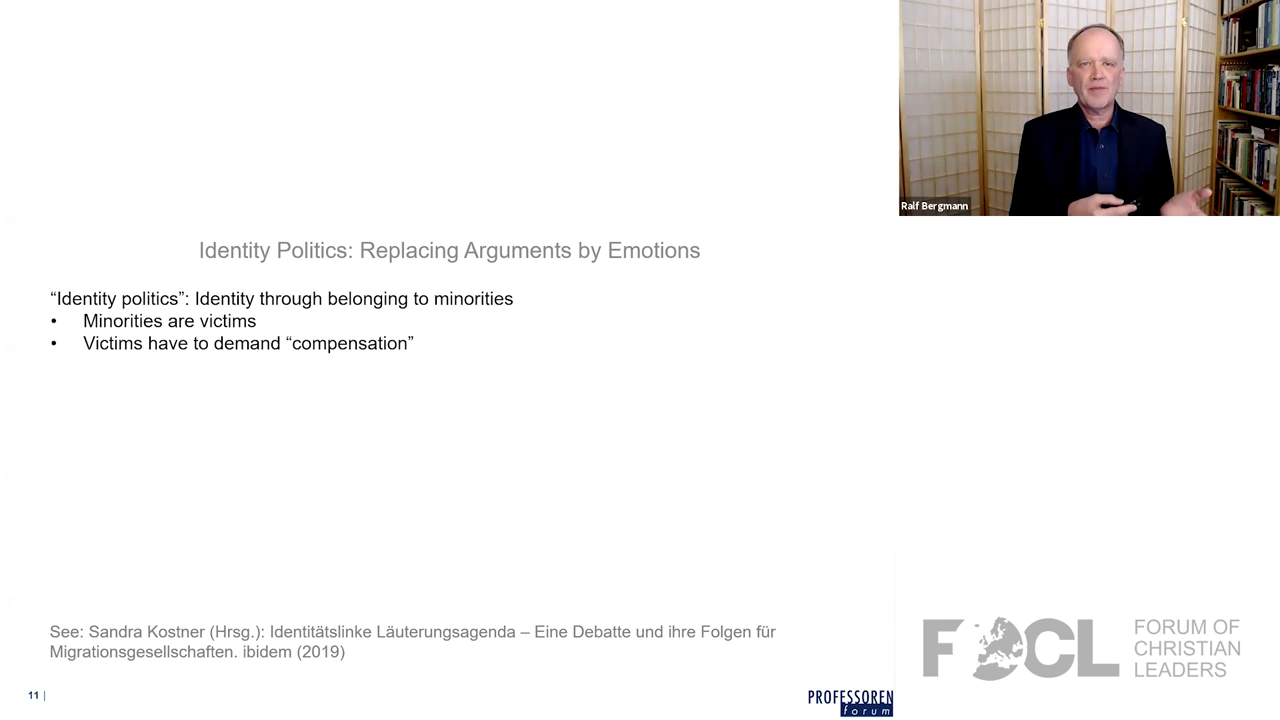 Ralf Bergmann
Identity Politics: Replacing Arguments by Emotions
“Identity politics”: Identity through belonging to minorities
• Minorities are victims
• Victims have to demand “compensation”
See: Sandra Kostner (Hrsg.): Identitätslinke Läuterungsagenda – Eine Debatte und ihre Folgen für
Migrationsgesellschaften. ibidem (2019)
11 |
PROFESSOREN
forum
FOCL
FORUM OF
CHRISTIAN
LEADERS